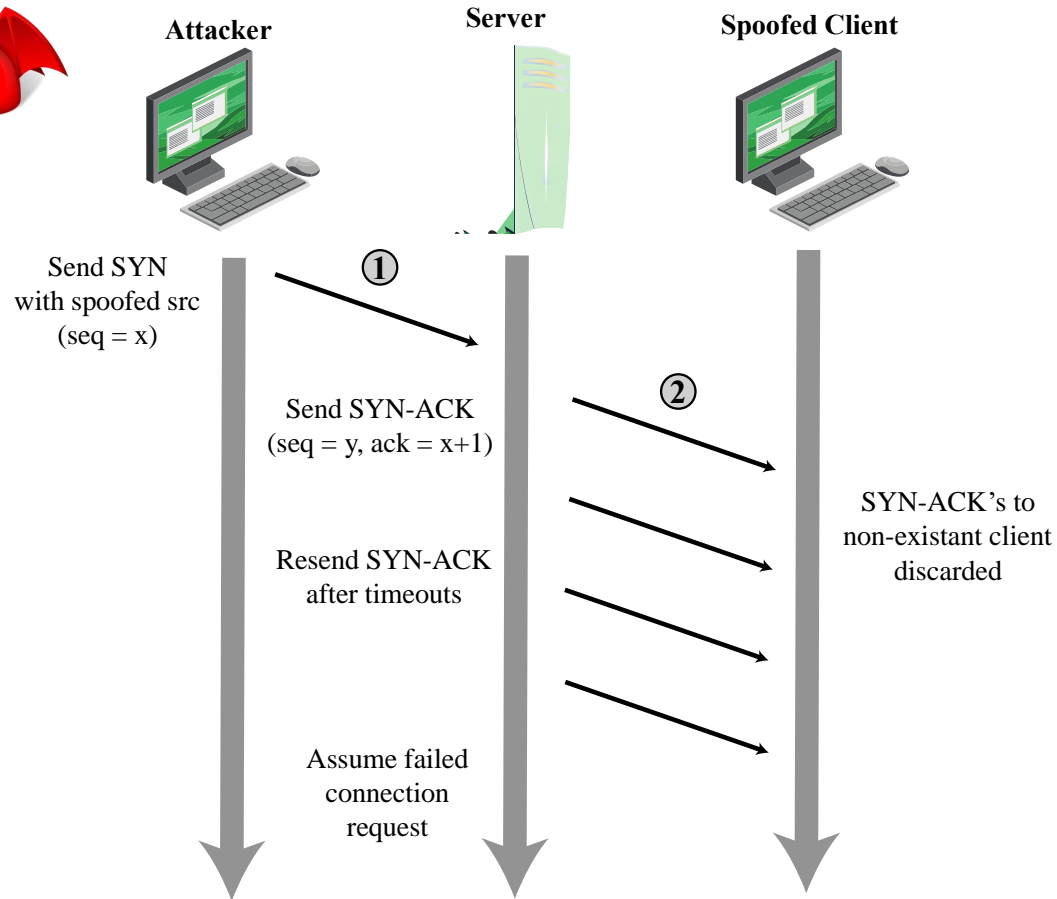 Attacker
Server
Spoofed Client
Send SYN
with spoofed src
(seq = x)
1
Send SYN-ACK
(seq = y, ack = x+1)
2
SYN-ACK’s to
non-existant client
discarded
Resend SYN-ACK
after timeouts
Assume failed
connection
request